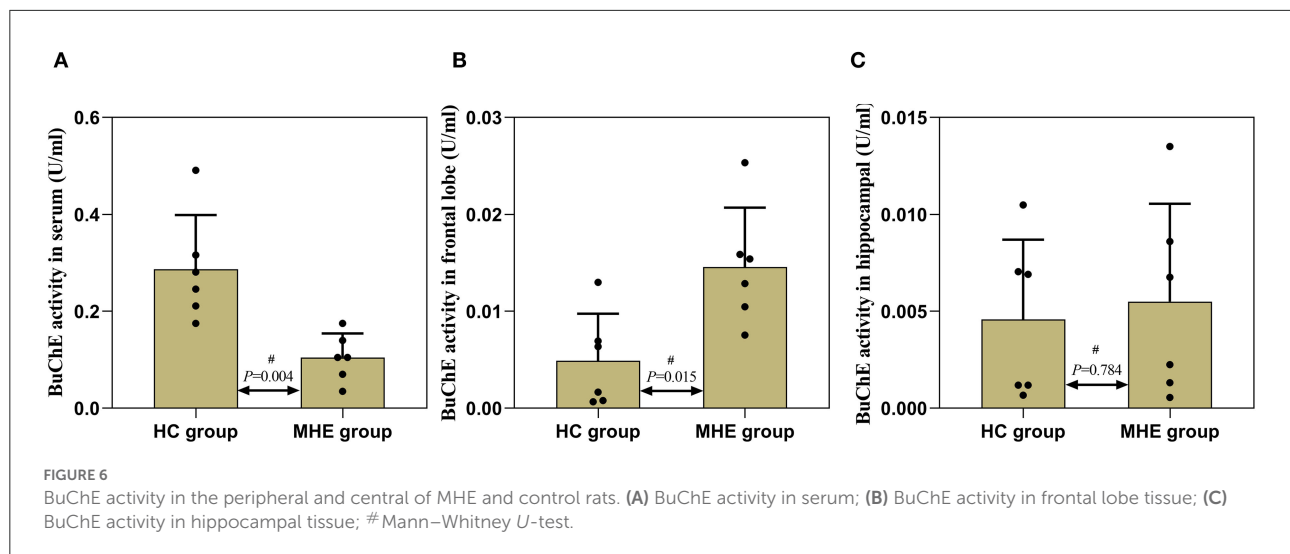 A
BuChE activity in serum (U/ml)
0.6
0.4
0.2
0.0
#
P=0.004
HC group MHE group
B
BuChE activity in frontal lobe (U/ml)
0.03
0.02
0.01
0.00
#
P=0.015
HC group MHE group
C
BuChE activity in hippocampal (U/ml)
0.015
0.010
0.005
0.000
#
P=0.784
HC group MHE group
FIGURE 6
BuChE activity in the peripheral and central of MHE and control rats. (A) BuChE activity in serum; (B) BuChE activity in frontal lobe tissue; (C)
BuChE activity in hippocampal tissue; #Mann–Whitney U-test.